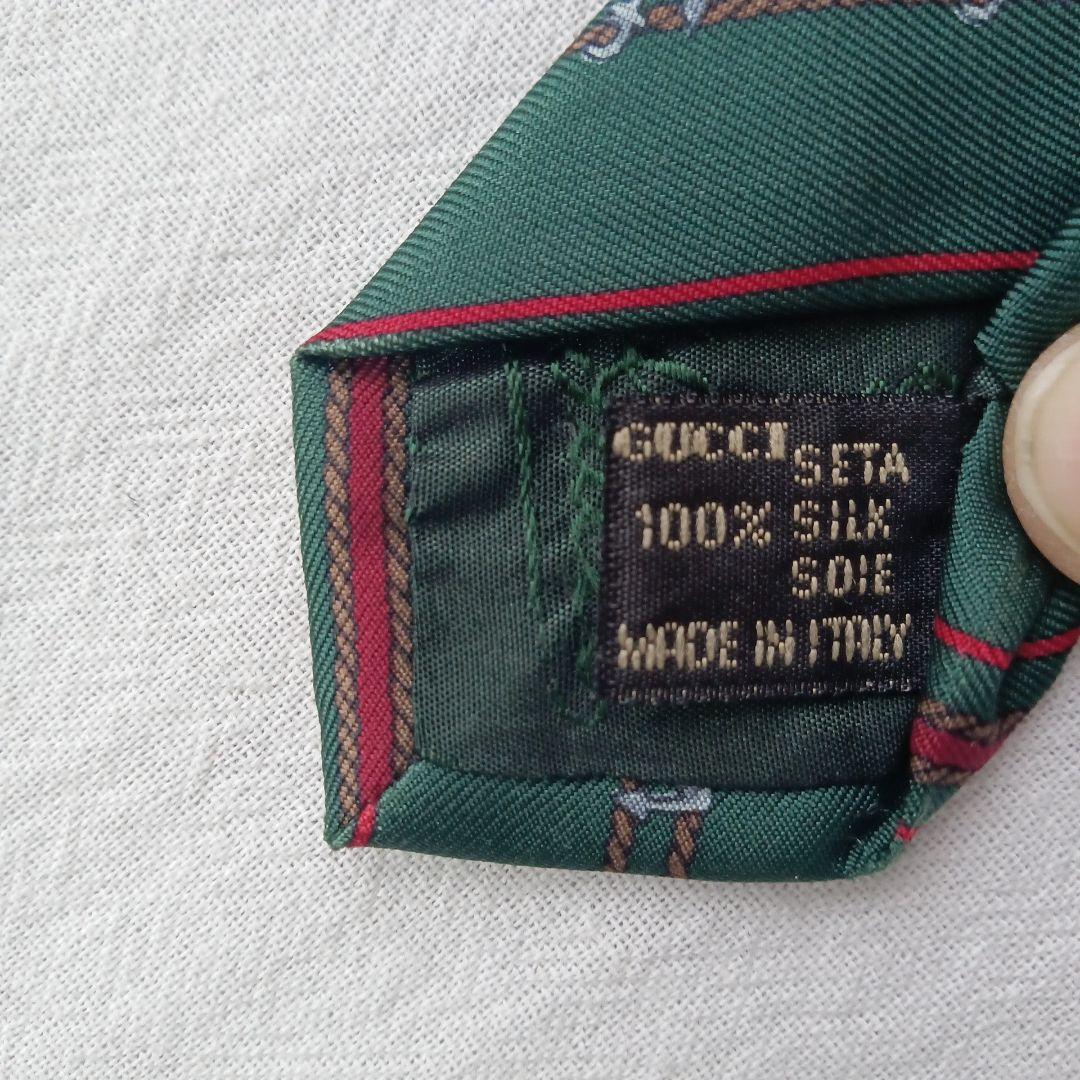 GUCCI
SETA
100% SILK
SOIE
MADE IN ITALY